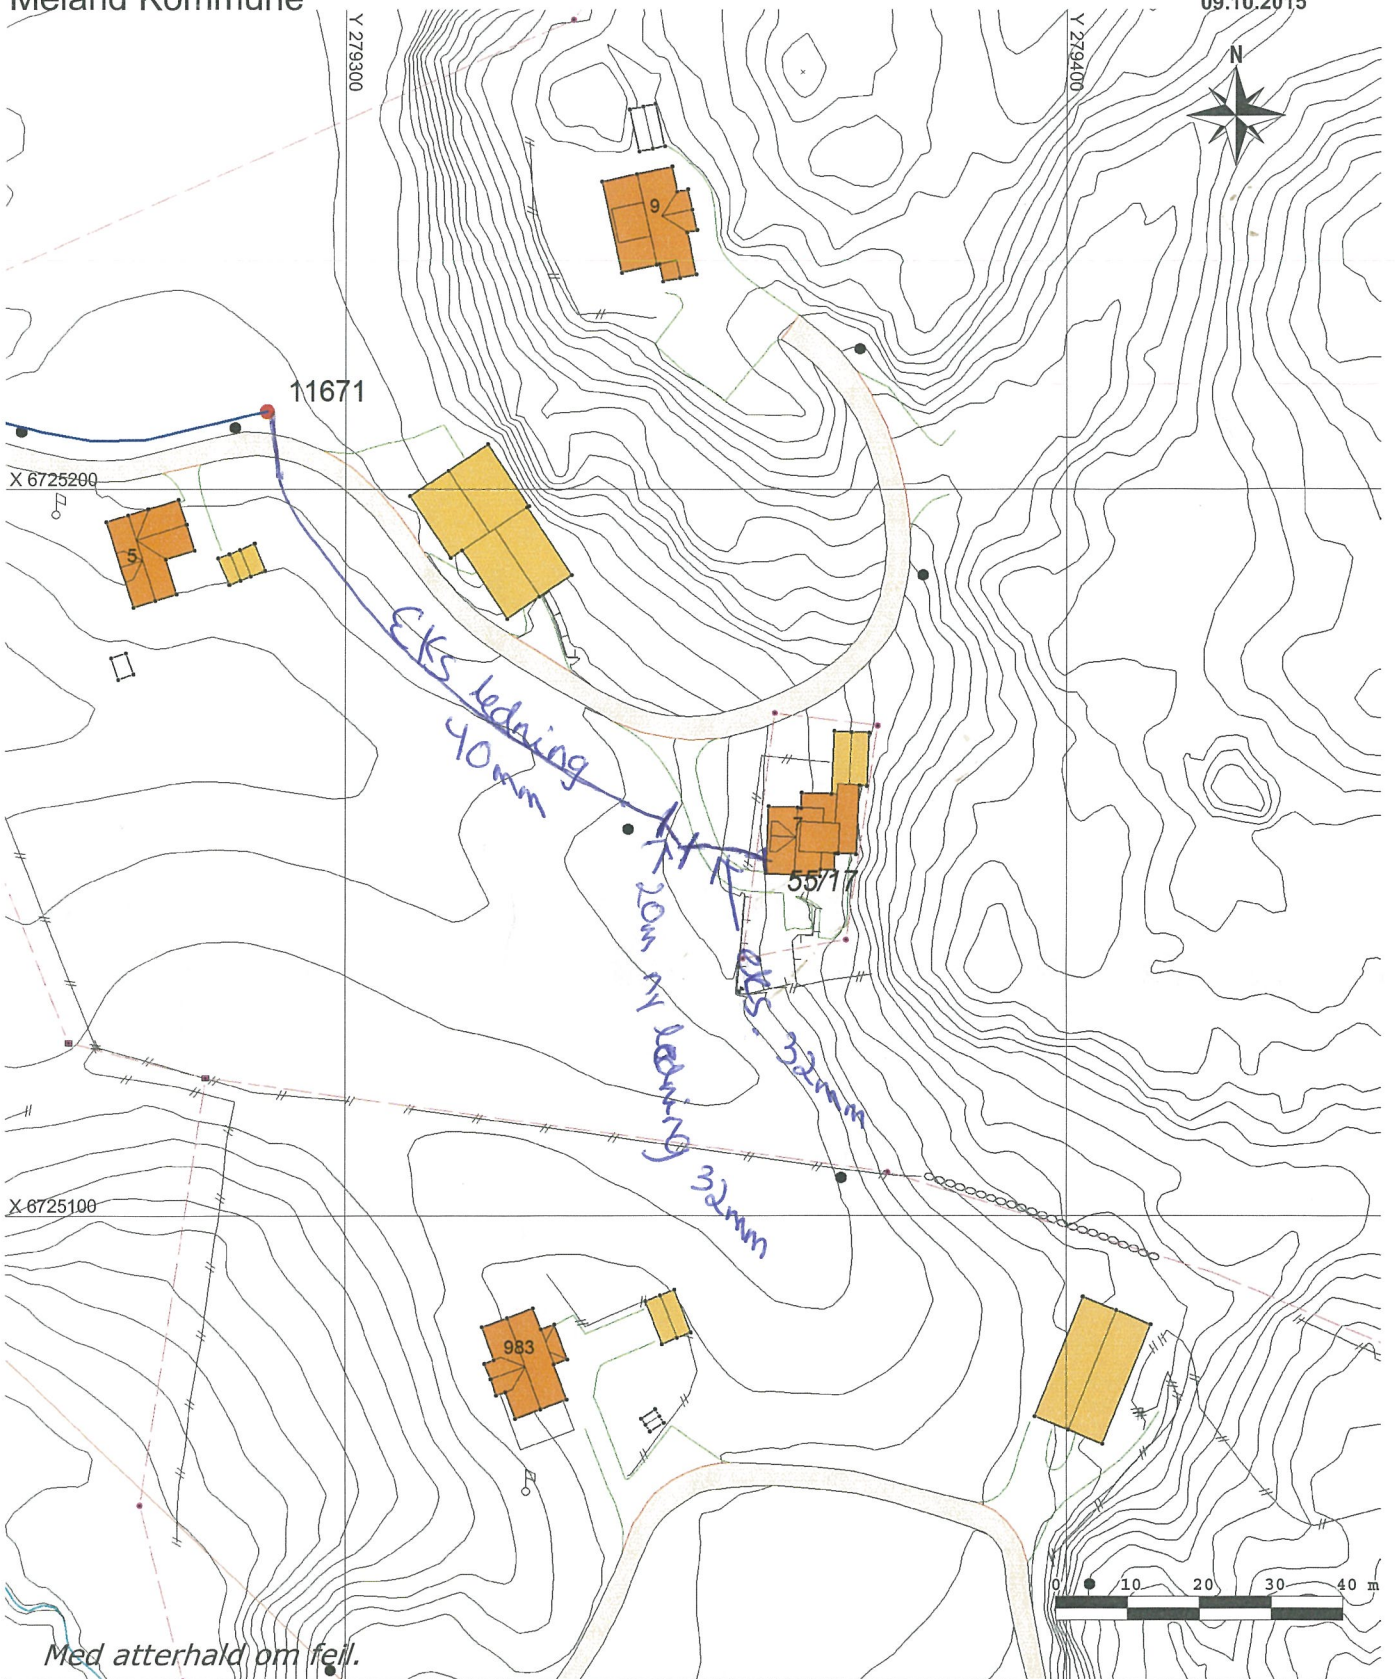 Meland Kommune
09.10.2015
Y 279300
Y 279400
N
9
11671
X 6725200
5
EKS ledning
40mm
7
55/17
20m ny ledning 32mm
eks. 32mm
X 6725100
983
0 10 20 30 40 m
Med atterhald om feil.